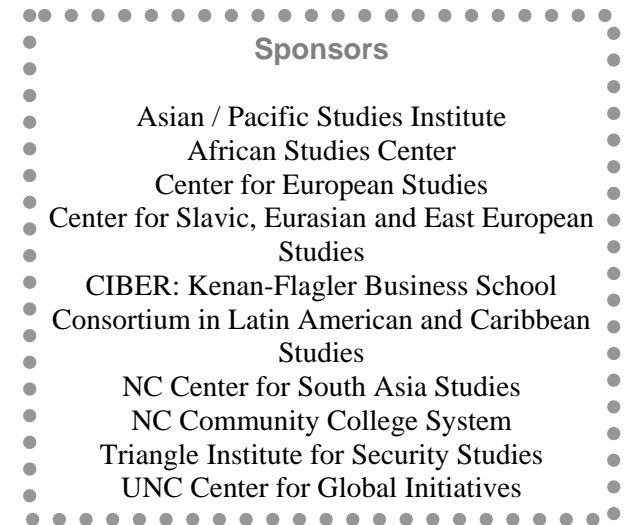 Sponsors
Asian / Pacific Studies Institute
African Studies Center
Center for European Studies
Center for Slavic, Eurasian and East European
Studies
CIBER: Kenan-Flagler Business School
Consortium in Latin American and Caribbean
Studies
NC Center for South Asia Studies
NC Community College System
Triangle Institute for Security Studies
UNC Center for Global Initiatives